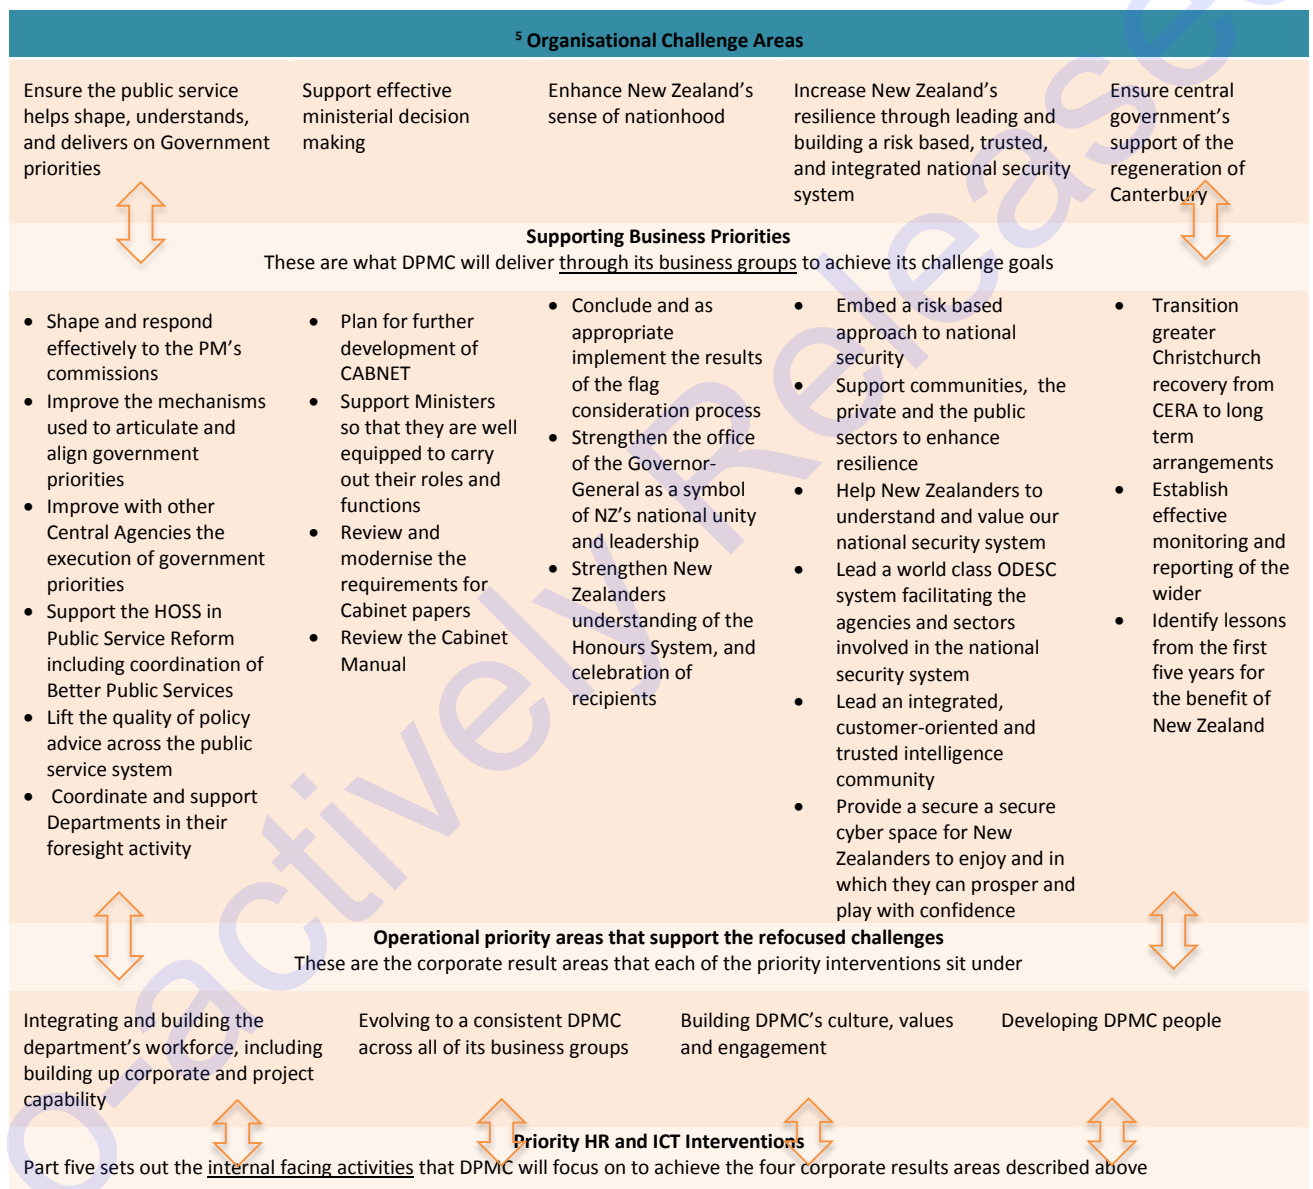 ⁵ Organisational Challenge Areas
Ensure the public service
helps shape, understands,
and delivers on Government
priorities
Support effective
ministerial decision
making
Enhance New Zealand's
sense of nationhood
Increase New Zealand's
resilience through leading and
building a risk based, trusted,
and integrated national security
system
Ensure central
government's
support of the
regeneration of
Canterbury
Supporting Business Priorities
These are what DPMC will deliver through its business groups to achieve its challenge goals
• Shape and respond
effectively to the PM's
commissions
• Improve the mechanisms
used to articulate and
align government
priorities
• Improve with other
Central Agencies the
execution of government
priorities
• Support the HOSS in
Public Service Reform
including coordination of
Better Public Services
• Lift the quality of policy
advice across the public
service system
• Coordinate and support
Departments in their
foresight activity
• Plan for further
development of
CABNET
• Support Ministers
so that they are well
equipped to carry
out their roles and
functions
• Review and
modernise the
requirements for
Cabinet papers
• Review the Cabinet
Manual
• Conclude and as
appropriate
implement the results
of the flag
consideration process
• Strengthen the office
of the Governor-
General as a symbol
of NZ's national unity
and leadership
• Strengthen New
Zealanders
understanding of the
Honours System, and
celebration of
recipients
• Embed a risk based
approach to national
security
• Support communities, the
private and the public
sectors to enhance
resilience
• Help New Zealanders to
understand and value our
national security system
• Lead a world class ODESC
system facilitating the
agencies and sectors
involved in the national
security system
• Lead an integrated,
customer-oriented and
trusted intelligence
community
• Provide a secure a secure
cyber space for New
Zealanders to enjoy and in
which they can prosper and
play with confidence
• Transition
greater
Christchurch
recovery from
CERA to long
term
arrangements
• Establish
effective
monitoring and
reporting of the
wider
• Identify lessons
from the first
five years for
the benefit of
New Zealand
Operational priority areas that support the refocused challenges
These are the corporate result areas that each of the priority interventions sit under
Integrating and building the
department's workforce, including
building up corporate and project
capability
Evolving to a consistent DPMC
across all of its business groups
Building DPMC's culture, values
and engagement
Developing DPMC people
Priority HR and ICT Interventions
Part five sets out the internal facing activities that DPMC will focus on to achieve the four corporate results areas described above
o-actively Release